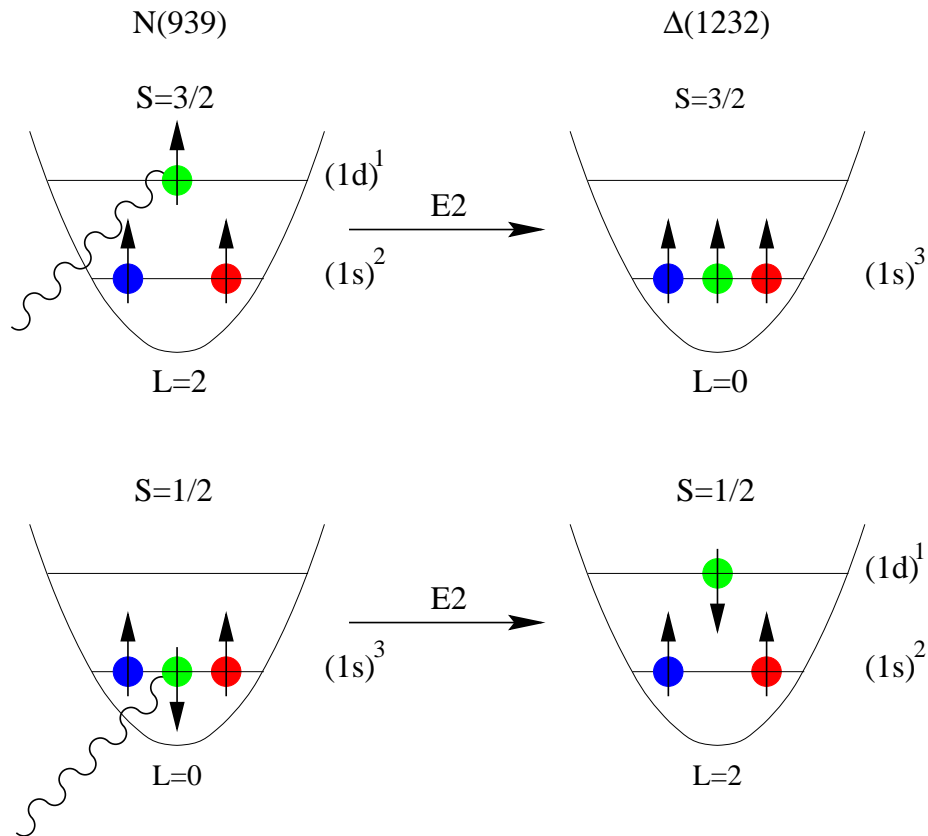 N(939) Δ(1232)
S=3/2 S=3/2
(1d)¹
E2
(1s)² (1s)³
L=2 L=0
S=1/2 S=1/2
(1d)¹
E2
(1s)³ (1s)²
L=0 L=2